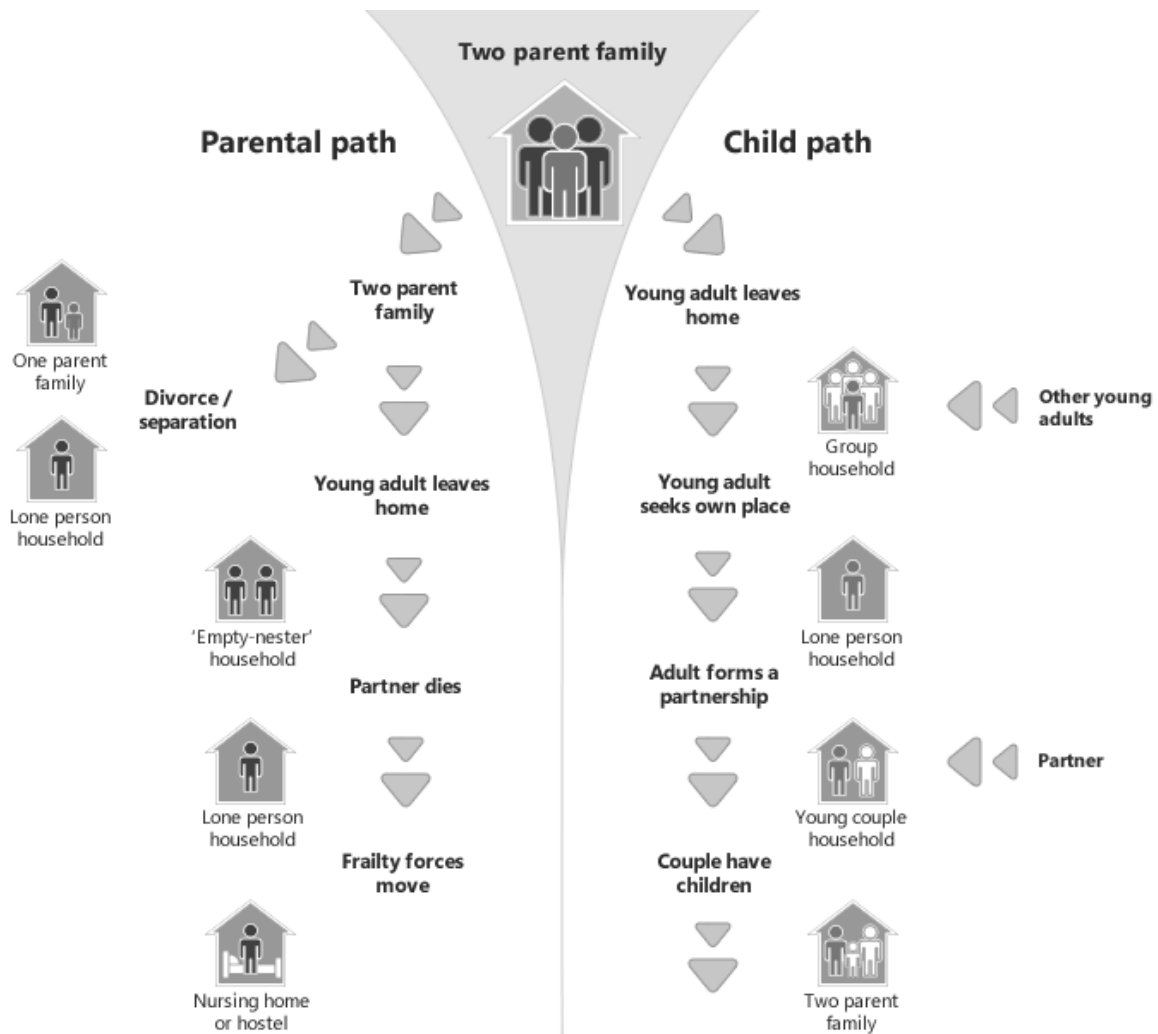 Two parent family
Parental path
Child path
Two parent
family
Young adult leaves
home
One parent
family
Divorce /
separation
Group
household
Other young
adults
Lone person
household
Young adult leaves
home
Young adult
seeks own place
'Empty-nester'
household
Lone person
household
Partner dies
Adult forms a
partnership
Lone person
household
Young couple
household
Partner
Frailty forces
move
Couple have
children
Nursing home
or hostel
Two parent
family